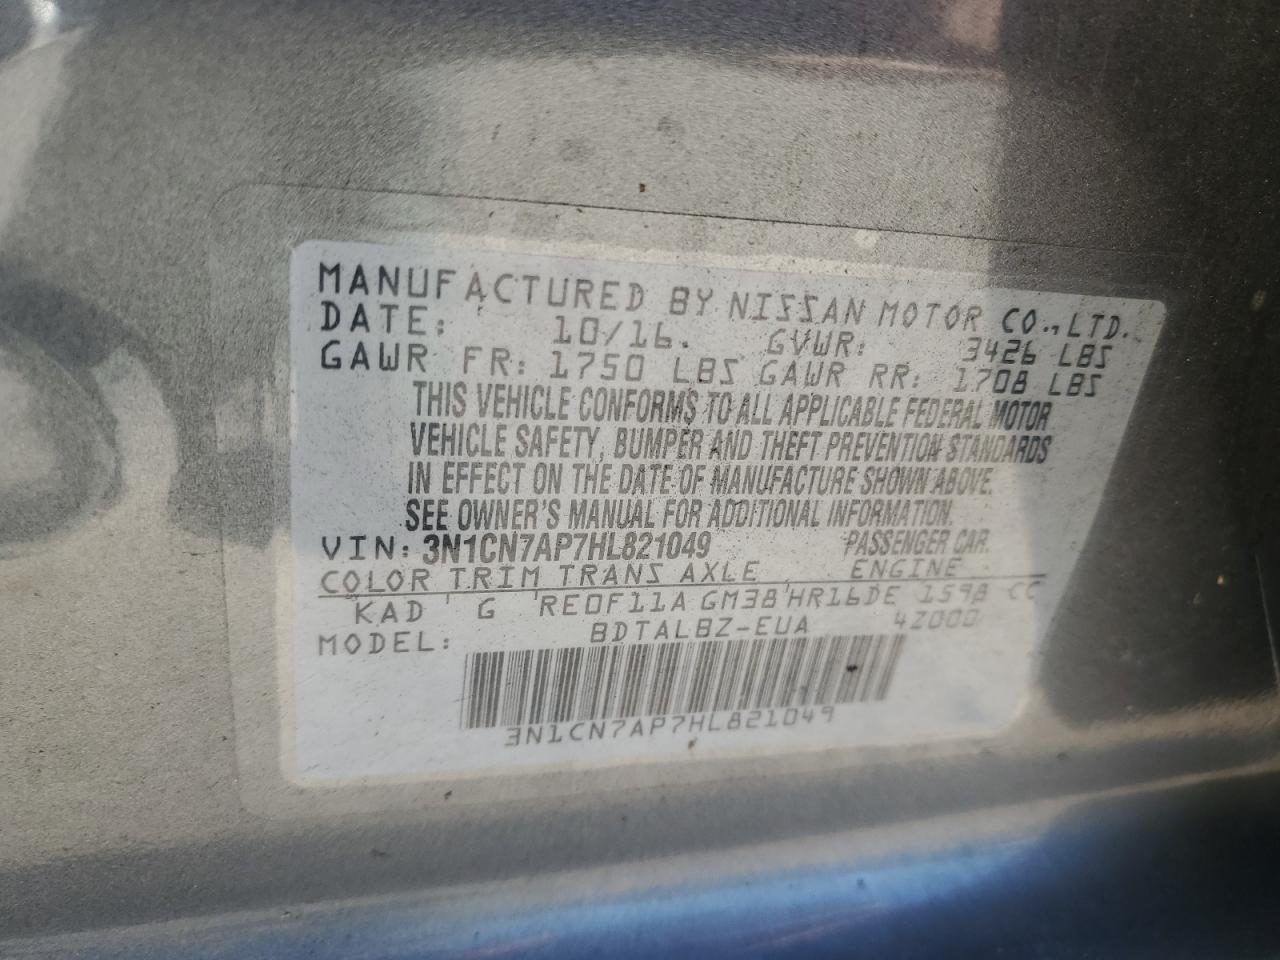 MANUFACTURED BY NISSAN MOTOR CO.,LTD.
DATE: 10/16. GVWR: 3426 LBS
GAWR FR: 1750 LBS GAWR RR: 1708 LBS
THIS VEHICLE CONFORMS TO ALL APPLICABLE FEDERAL MOTOR
VEHICLE SAFETY, BUMPER AND THEFT PREVENTION STANDARDS
IN EFFECT ON THE DATE OF MANUFACTURE SHOWN ABOVE.
SEE OWNER'S MANUAL FOR ADDITIONAL INFORMATION.
VIN: 3N1CN7AP7HL821049 PASSENGER CAR.
COLOR TRIM TRANS AXLE ENGINE
KAD G RE0F11A GM38 HR16DE 1598 CC
MODEL: BDTALBZ-EUA 4Z000
3N1CN7AP7HL821049